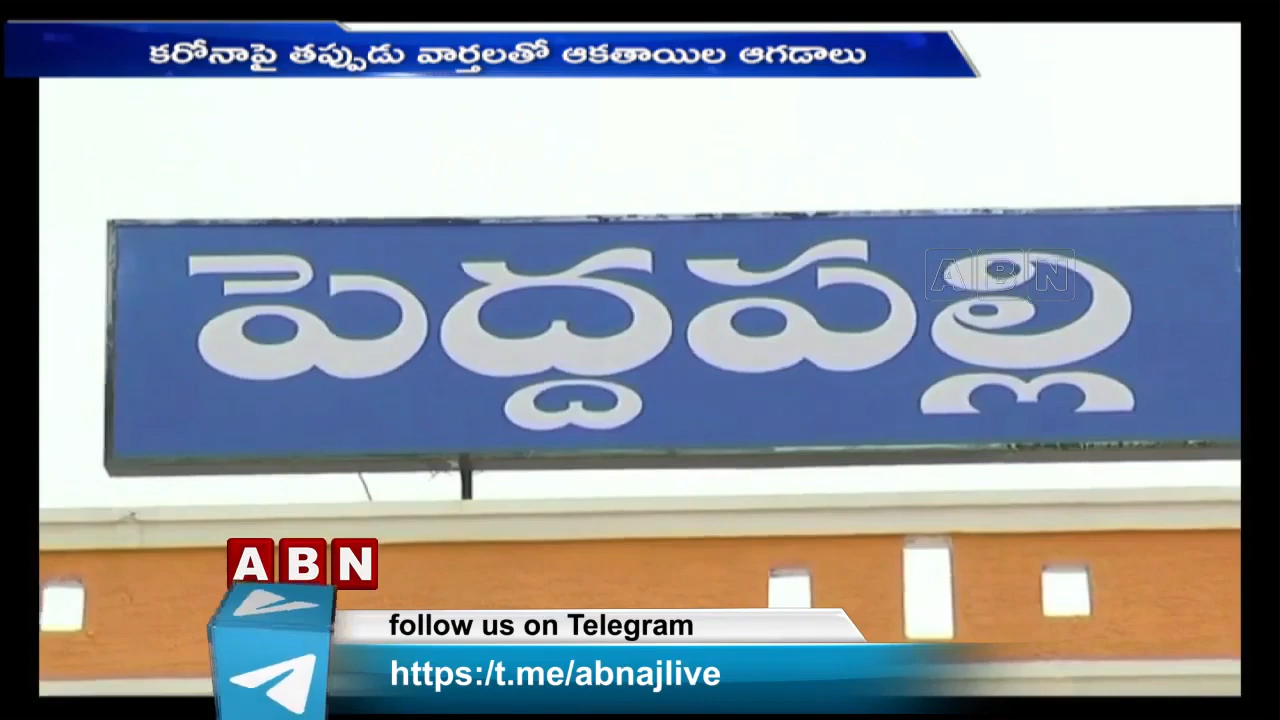 కరోనాపై తప్పుడు వార్తలతో ఆకతాయిల ఆగడాలు
పెద్దపల్లి
ABN
ABN
follow us on Telegram
https:/t.me/abnajlive